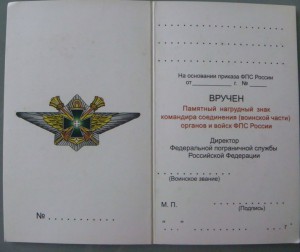 №
На основании приказа ФПС России
от г №
ВРУЧЕН
Памятный нагрудный знак
командира соединения (воинской части)
органов и войск ФПС России
Директор
Федеральной пограничной службы
Российской Федерации
(Воинское звание)
М. П.
(Подпись)